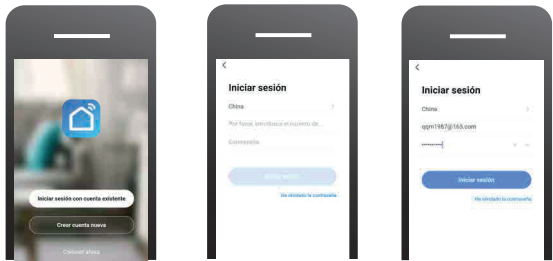 Iniciar sesión con cuenta existente
Crear cuenta nueva
Iniciar sesión
China
Por favor, introduzca el número de...
Contraseña
Iniciar sesión
He olvidado la contraseña
Iniciar sesión
China
qqm1987@163.com
Iniciar sesión
He olvidado la contraseña